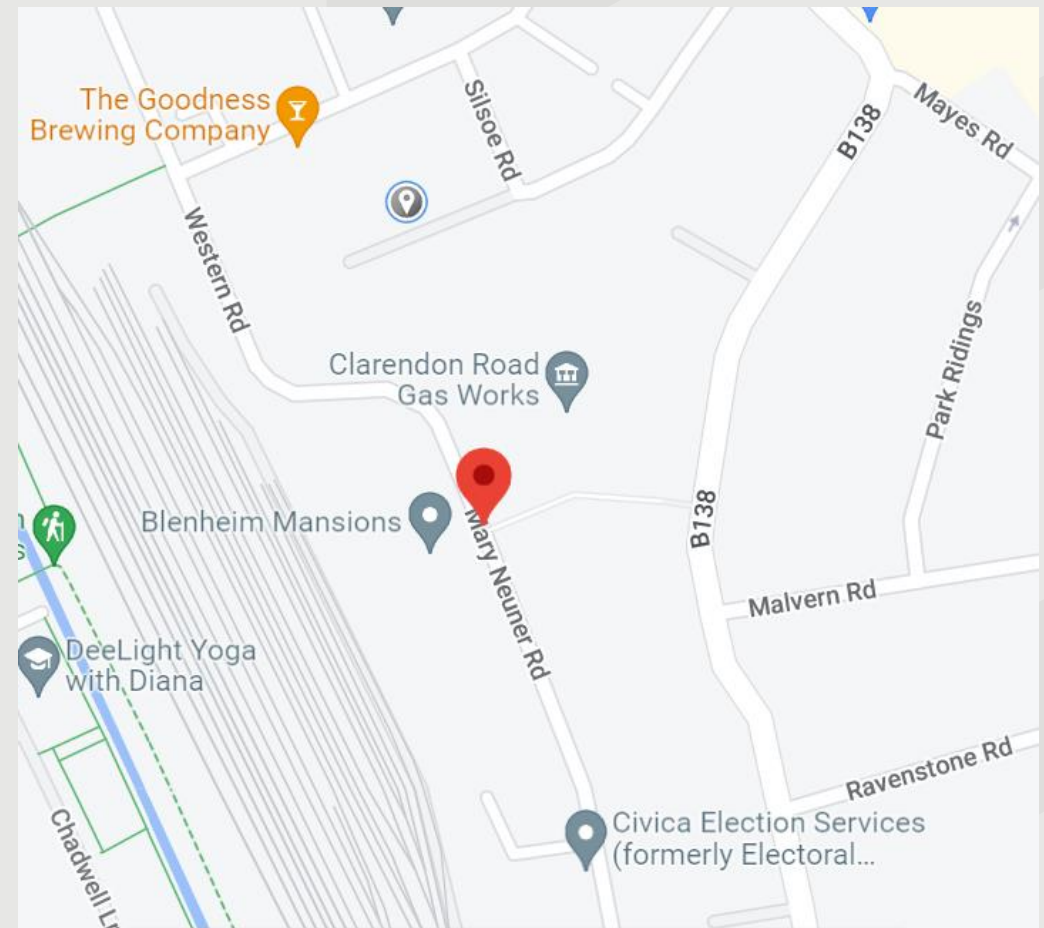 The Goodness
Brewing Company
Silsoe Rd
B138
Mayes Rd
Western Rd
Clarendon Road
Gas Works
Park Ridings
Blenheim Mansions
Mary Neuner Rd
B138
Malvern Rd
DeeLight Yoga
with Diana
Ravenstone Rd
Civica Election Services
(formerly Electoral...
Chadwell